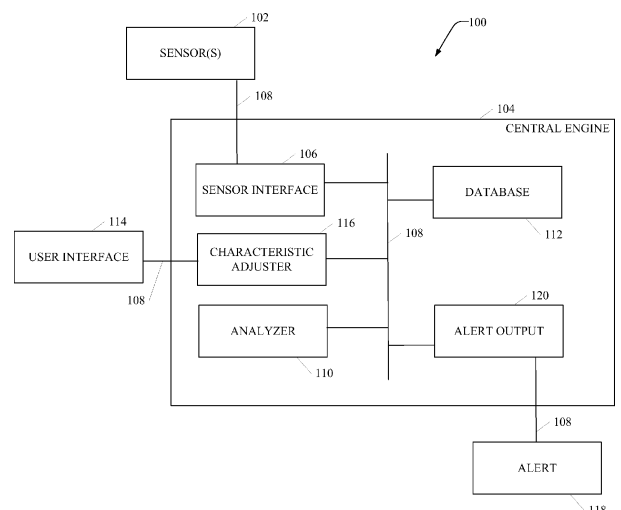 102
100
SENSOR(S)
108
104
CENTRAL ENGINE
106
SENSOR INTERFACE
DATABASE
114
116
108
112
USER INTERFACE
CHARACTERISTIC
ADJUSTER
108
120
ANALYZER
ALERT OUTPUT
110
108
ALERT
118